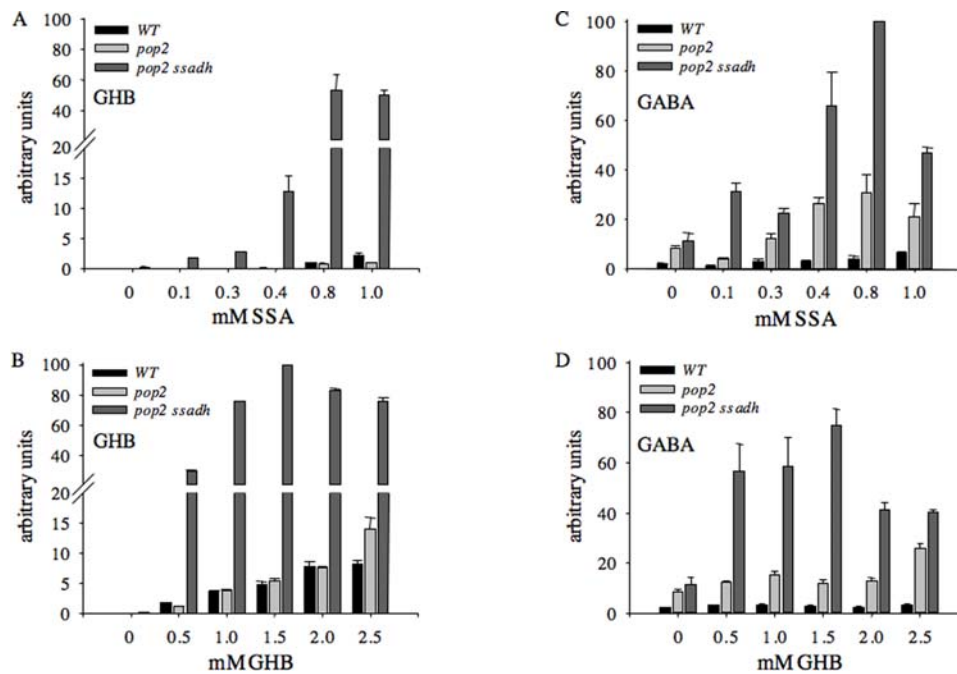 A
WT
pop2
pop2 ssadh
GHB
arbitrary units
100
80
60
40
20
15
10
5
0
0 0.1 0.3 0.4 0.8 1.0
mM SSA
B
WT
pop2
pop2 ssadh
GHB
arbitrary units
100
80
60
40
20
15
10
5
0
0 0.5 1.0 1.5 2.0 2.5
mM GHB
C
WT
pop2
pop2 ssadh
GABA
arbitrary units
100
80
60
40
20
0
0 0.1 0.3 0.4 0.8 1.0
mM SSA
D
WT
pop2
pop2 ssadh
GABA
arbitrary units
100
80
60
40
20
0
0 0.5 1.0 1.5 2.0 2.5
mM GHB